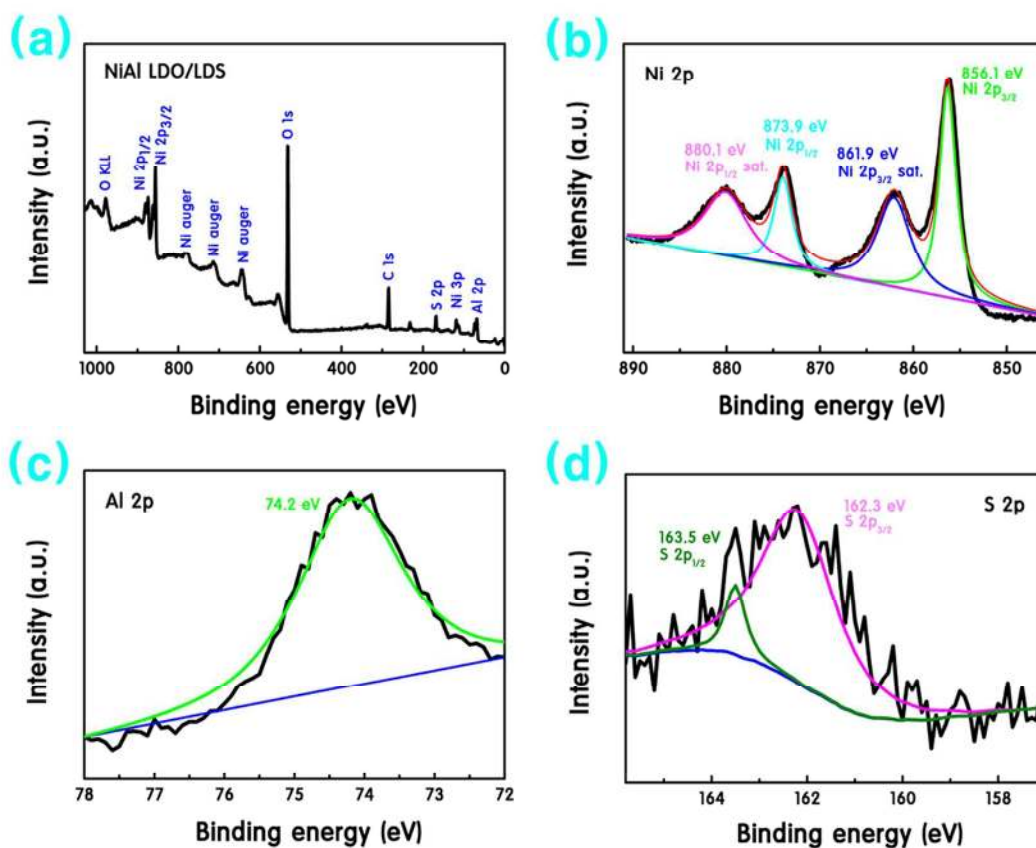 (a)
NiAl LDO/LDS
O KLL
Ni 2p1/2
Ni 2p3/2
Ni auger
Ni auger
Ni auger
O 1s
C 1s
S 2p
Ni 3p
Al 2p
Intensity (a.u.)
1000 800 600 400 200 0
Binding energy (eV)
(b)
Ni 2p
856.1 eV
Ni 2p3/2
873.9 eV
Ni 2p1/2
880.1 eV
Ni 2p1/2 sat.
861.9 eV
Ni 2p3/2 sat.
Intensity (a.u.)
890 880 870 860 850
Binding energy (eV)
(c)
Al 2p
74.2 eV
Intensity (a.u.)
78 77 76 75 74 73 72
Binding energy (eV)
(d)
S 2p
162.3 eV
S 2p3/2
163.5 eV
S 2p1/2
Intensity (a.u.)
164 162 160 158
Binding energy (eV)